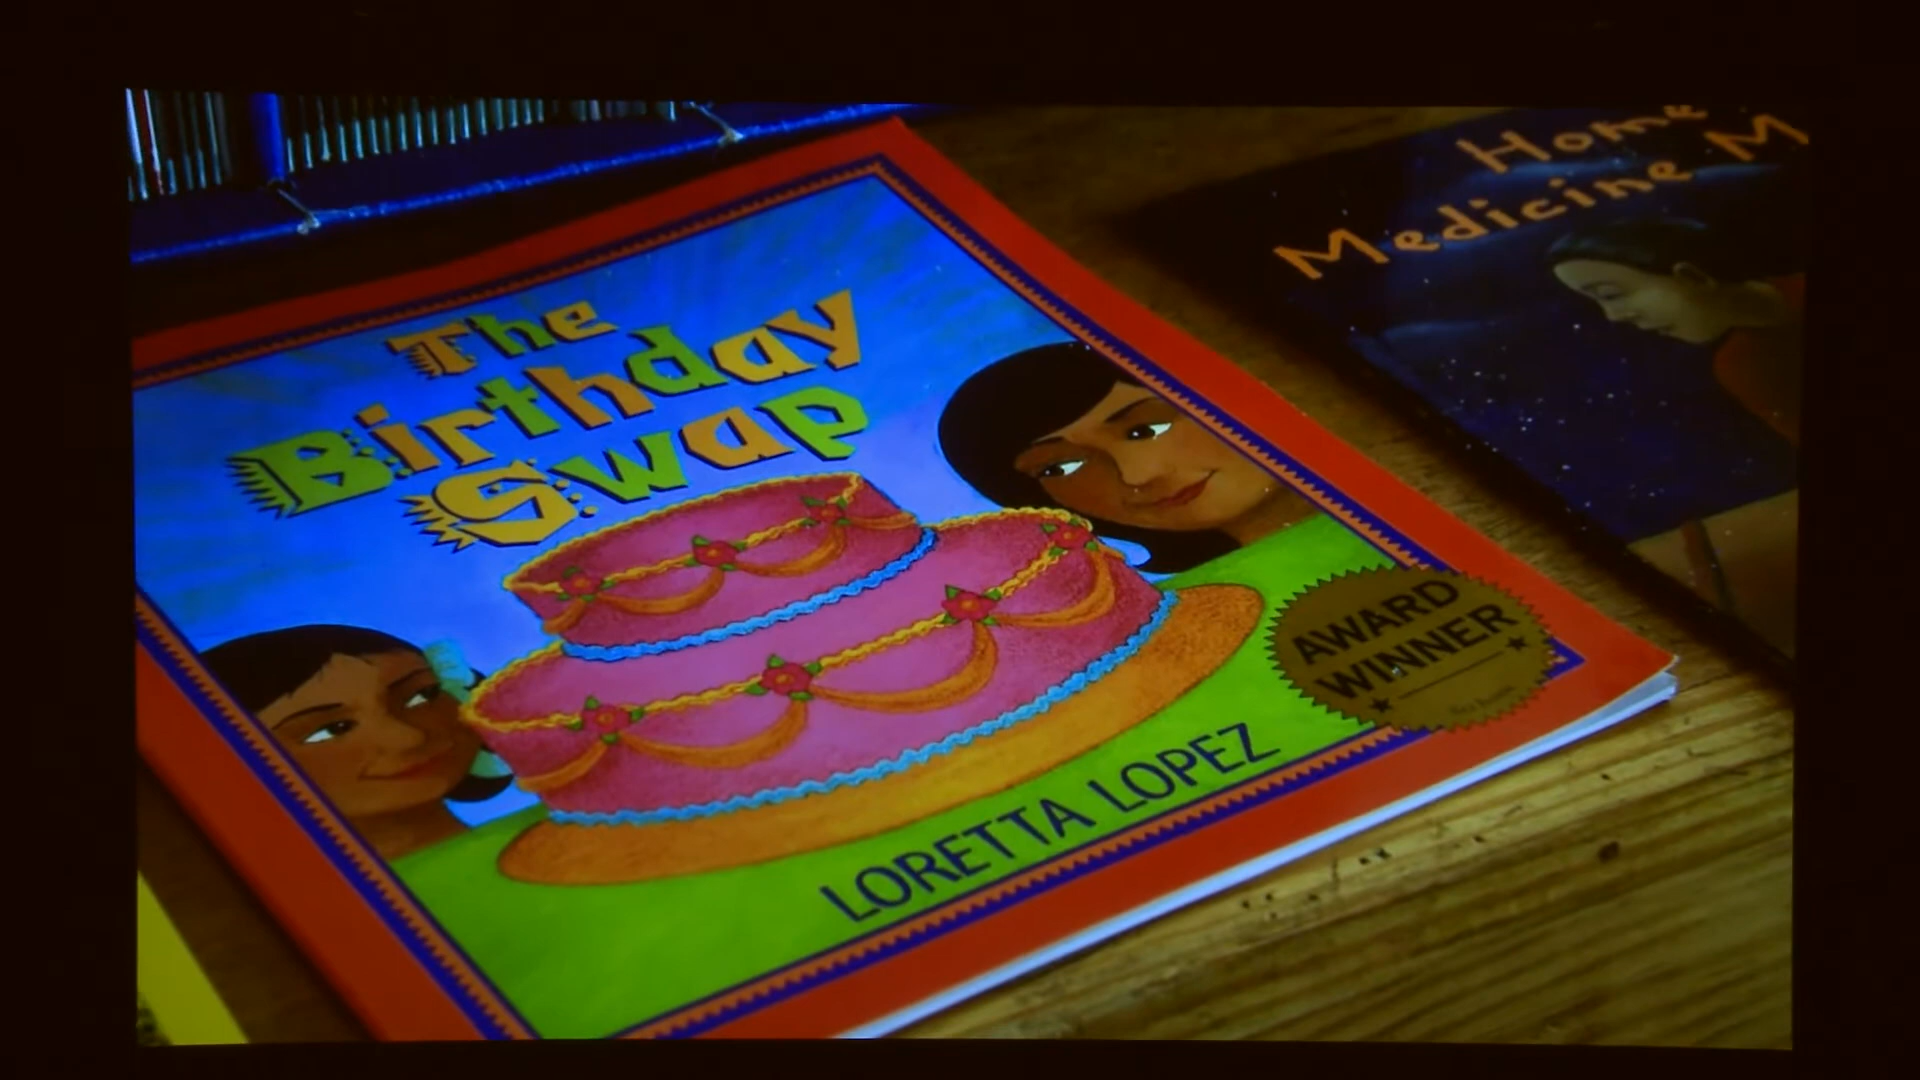 The
Birthday
Swap
LORETTA LOPEZ
AWARD
WINNER
Home
Medicine M